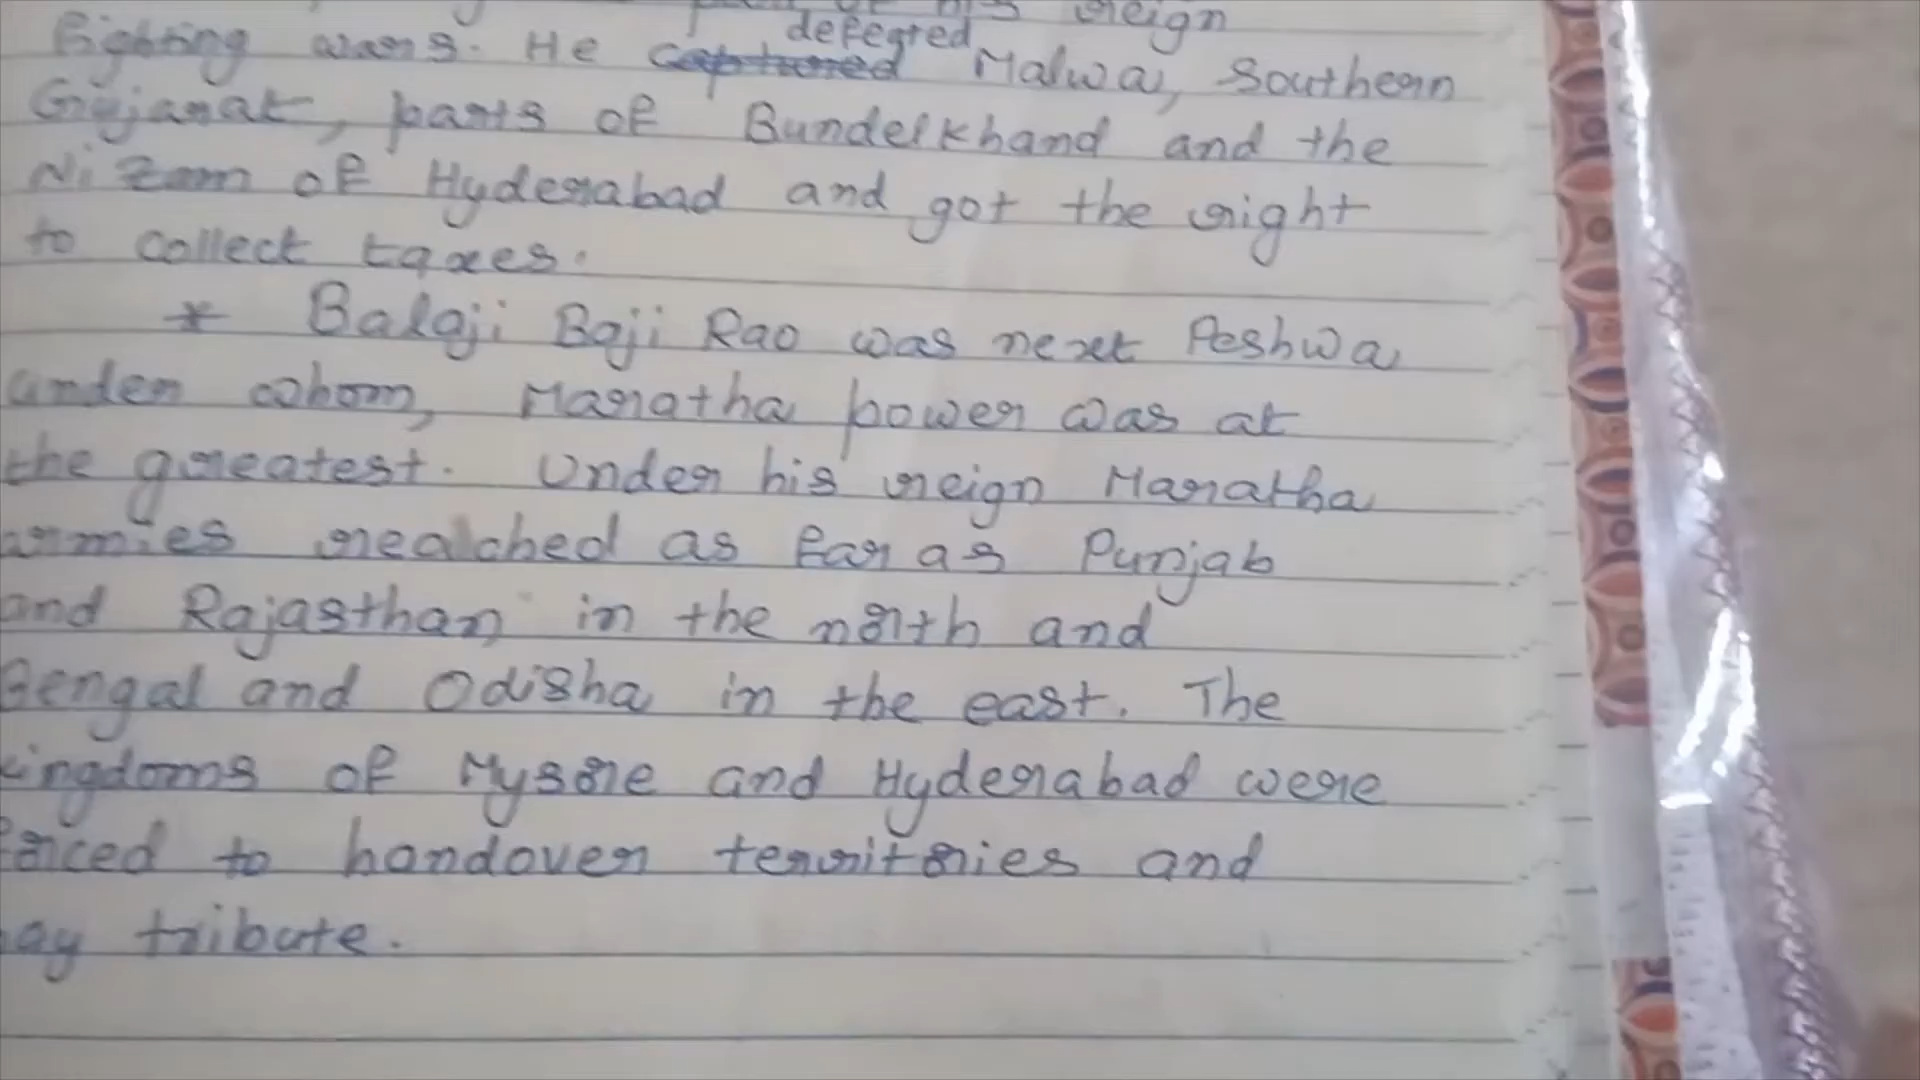 his reign
fighting wars. He captured defeated Malwa, Southern
Gujarat, parts of Bundelkhand and the
Nizam of Hyderabad and got the right
to collect taxes.
* Balaji Baji Rao was next Peshwa
under whom, Maratha power was at
the greatest. Under his reign Maratha
armies reached as far as Punjab
and Rajasthan in the north and
Bengal and Odisha in the east. The
kingdoms of Mysore and Hyderabad were
forced to handover territories and
pay tribute.